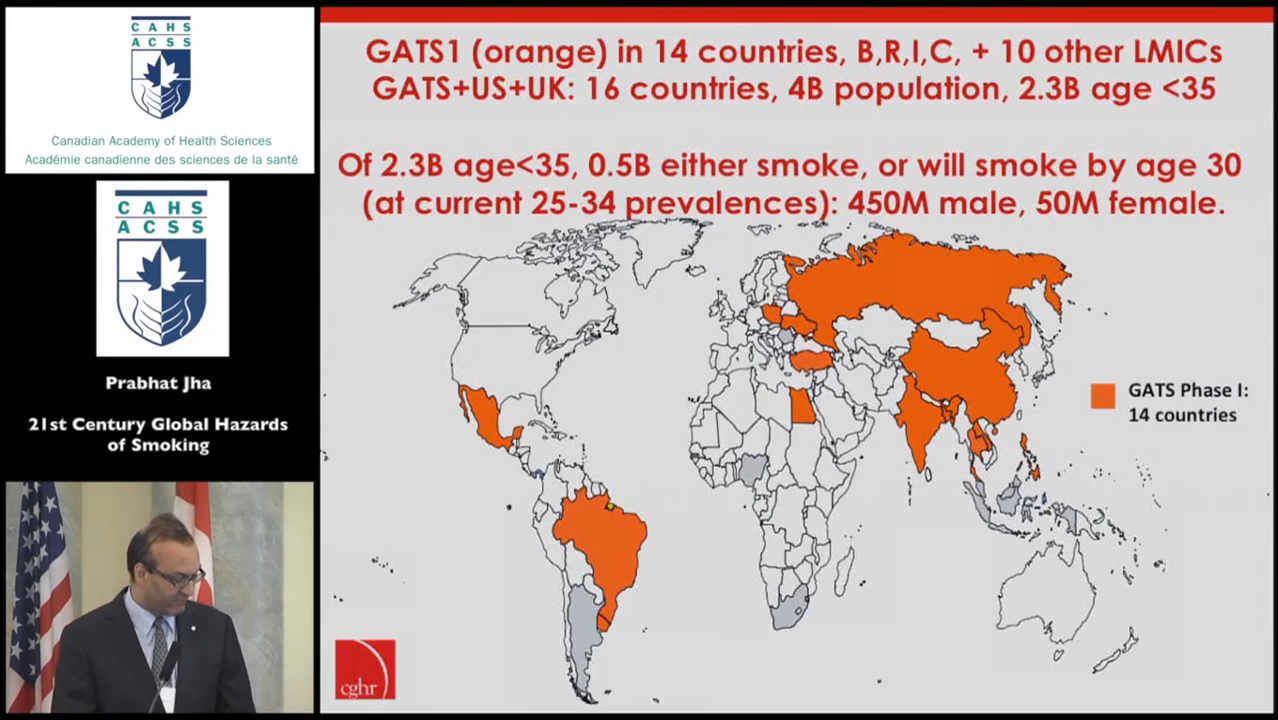 CAHS
ACSS
Canadian Academy of Health Sciences
Académie canadienne des sciences de la santé
CAHS
ACSS
Prabhat Jha
21st Century Global Hazards
of Smoking
GATS1 (orange) in 14 countries, B,R,I,C, + 10 other LMICs
GATS+US+UK: 16 countries, 4B population, 2.3B age <35
Of 2.3B age<35, 0.5B either smoke, or will smoke by age 30
(at current 25-34 prevalences): 450M male, 50M female.
GATS Phase I:
14 countries
cghr